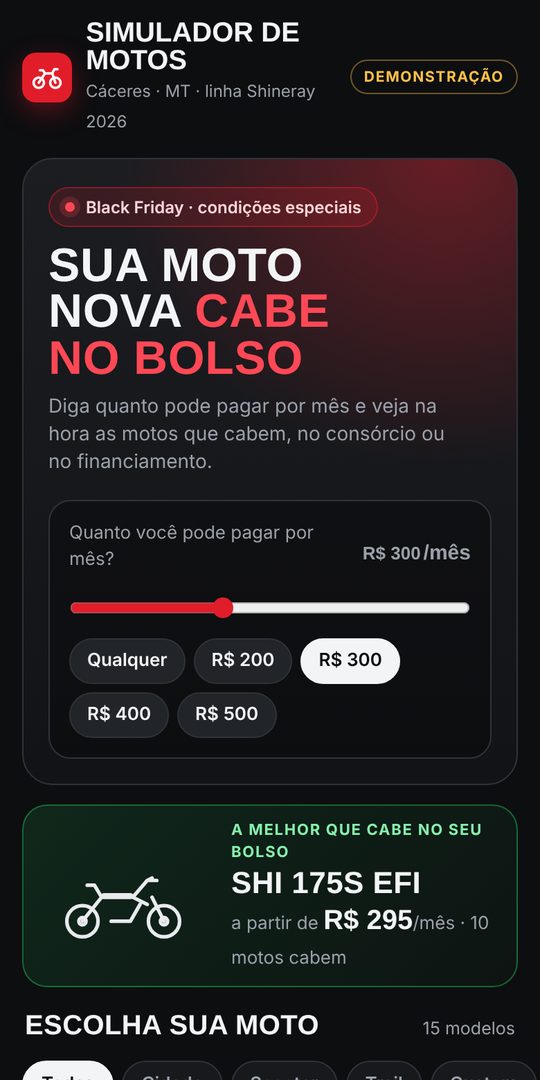 SIMULADOR DE
MOTOS
Cáceres · MT · linha Shineray
2026
DEMONSTRAÇÃO
Black Friday · condições especiais
SUA MOTO
NOVA CABE
NO BOLSO
Diga quanto pode pagar por mês e veja na
hora as motos que cabem, no consórcio ou
no financiamento.
Quanto você pode pagar por
mês?
R$ 300/mês
Qualquer
R$ 200
R$ 300
R$ 400
R$ 500
A MELHOR QUE CABE NO SEU
BOLSO
SHI 175S EFI
a partir de R$ 295/mês · 10
motos cabem
ESCOLHA SUA MOTO
15 modelos